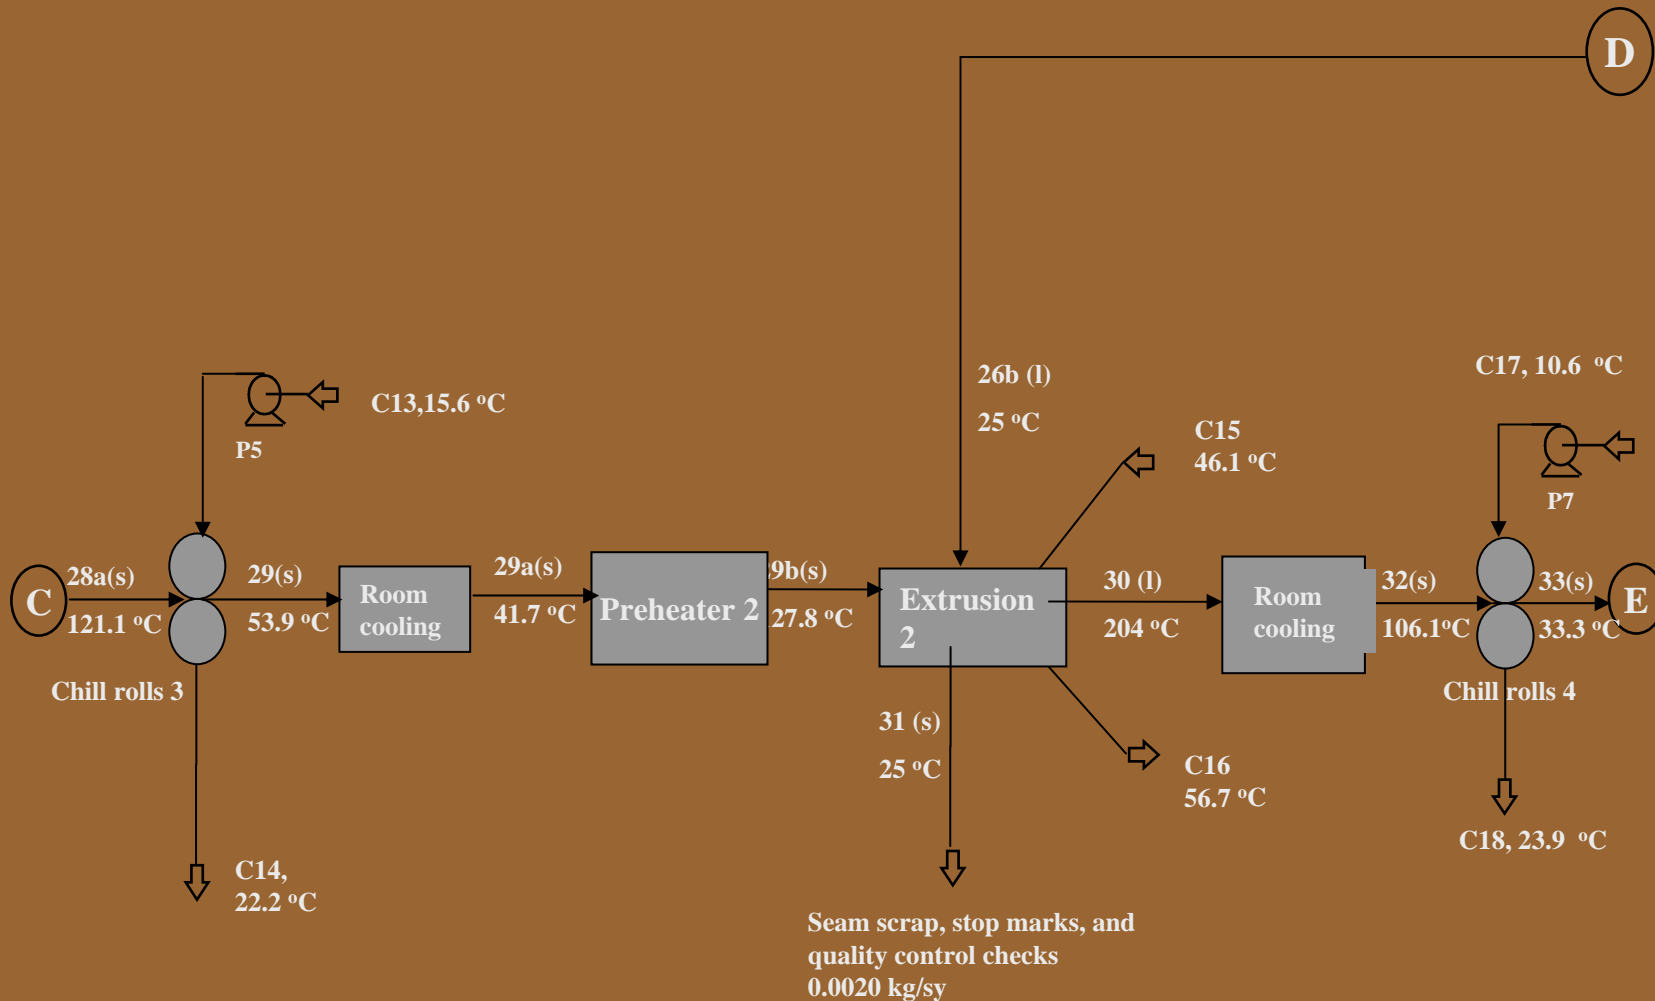 D
26b (l)
25 ºC
C17, 10.6 ºC
C13,15.6 ºC
P5
C15
46.1 ºC
P7
C
28a(s)
121.1 ºC
29(s)
53.9 ºC
Room
cooling
29a(s)
41.7 ºC
Preheater 2
9b(s)
27.8 ºC
Extrusion
2
30 (l)
204 ºC
Room
cooling
32(s)
106.1ºC
33(s)
33.3 ºC
E
Chill rolls 3
Chill rolls 4
31 (s)
25 ºC
C16
56.7 ºC
C18, 23.9 ºC
C14,
22.2 ºC
Seam scrap, stop marks, and
quality control checks
0.0020 kg/sy